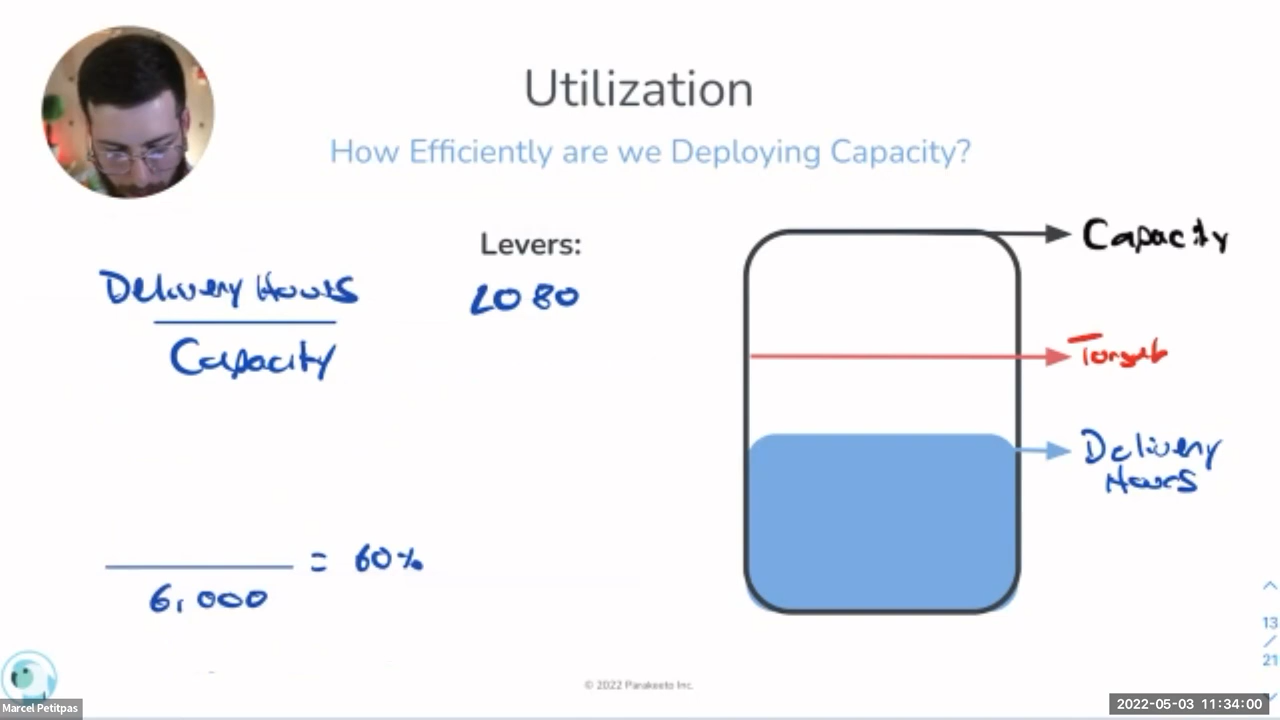 Utilization
How Efficiently are we Deploying Capacity?
Levers:
2080
Delivery Hours
Capacity
= 60%
6,000
Capacity
Target
Delivery
Hours
13
/
21
© 2022 Parakeeto Inc.
Marcel Petitpas
2022-05-03 11:34:00